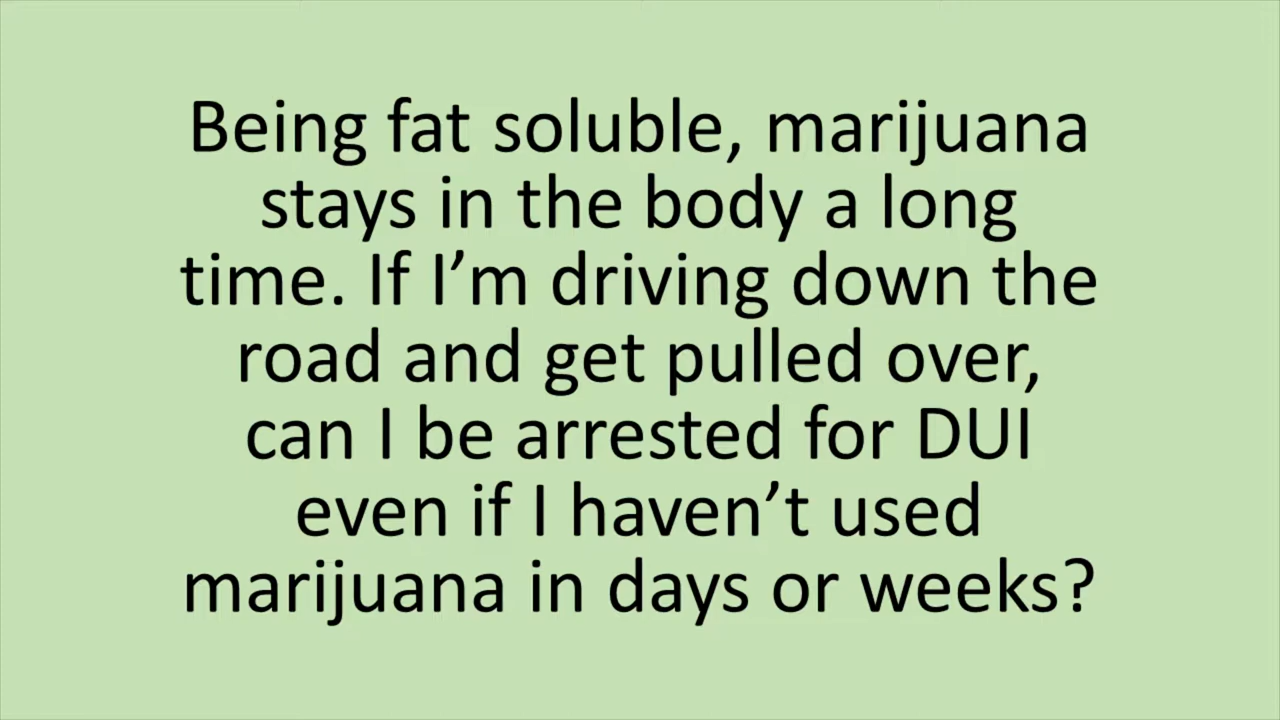 Being fat soluble, marijuana
stays in the body a long
time. If I’m driving down the
road and get pulled over,
can I be arrested for DUI
even if I haven’t used
marijuana in days or weeks?